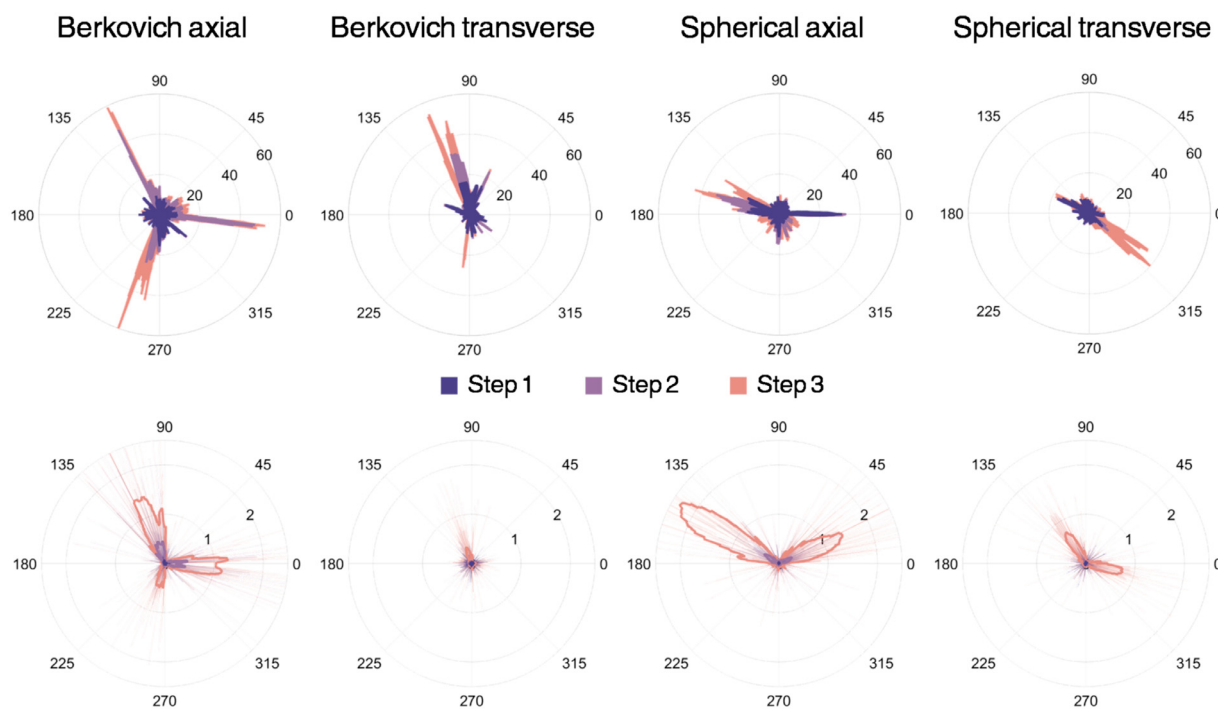 Berkovich axial Berkovich transverse Spherical axial Spherical transverse
90 90 90 90
135 45 135 45 135 45 135 45
60 60 60 60
40 40 40 40
20 20 20 20
180 0 180 0 180 0 180 0
225 315 225 315 225 315 225 315
270 270 270 270
Step 1 Step 2 Step 3
90 90 90 90
135 45 135 45 135 45 135 45
2 2 2 2
1 1 1 1
180 0 180 0 180 0 180 0
225 315 225 315 225 315 225 315
270 270 270 270